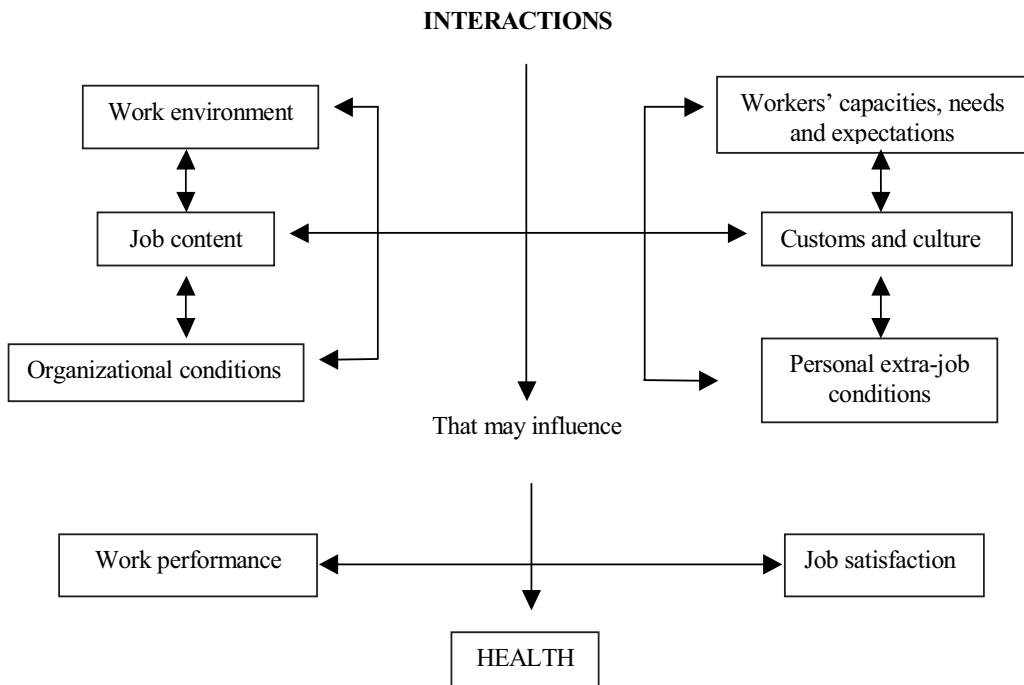 INTERACTIONS
Work environment
Workers’ capacities, needs
and expectations
Job content
Customs and culture
Organizational conditions
Personal extra-job
conditions
That may influence
Work performance
Job satisfaction
HEALTH